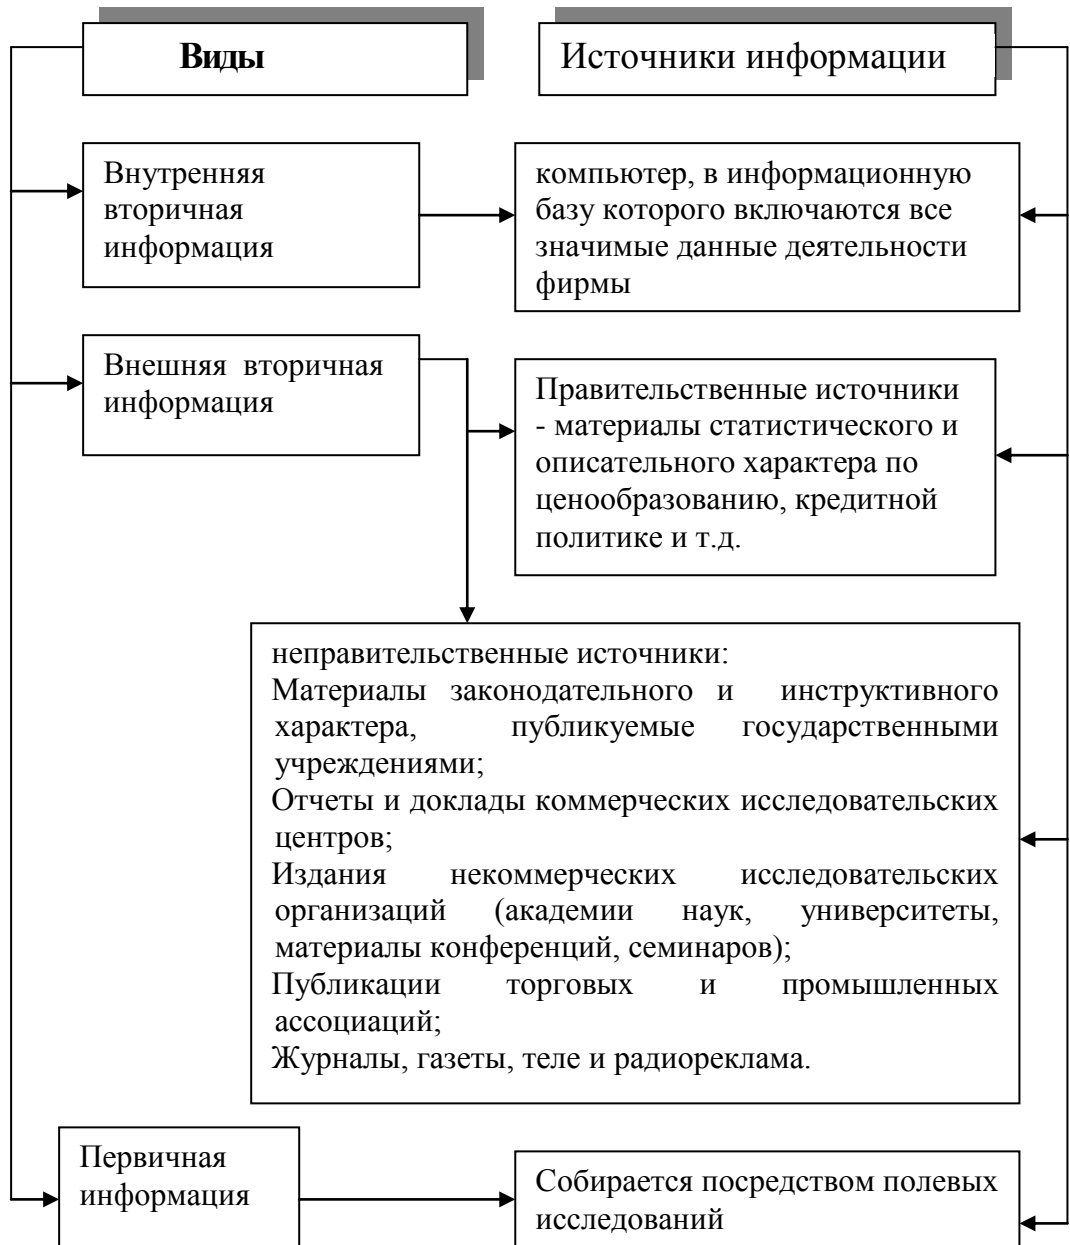 Виды
Источники информации
Внутренняя
вторичная
информация
компьютер, в информационную
базу которого включаются все
значимые данные деятельности
фирмы
Внешняя вторичная
информация
Правительственные источники
- материалы статистического и
описательного характера по
ценообразованию, кредитной
политике и т.д.
неправительственные источники:
Материалы законодательного и инструктивного
характера, публикуемые государственными
учреждениями;
Отчеты и доклады коммерческих исследовательских
центров;
Издания некоммерческих исследовательских
организаций (академии наук, университеты,
материалы конференций, семинаров);
Публикации торговых и промышленных
ассоциаций;
Журналы, газеты, теле и радиореклама.
Первичная
информация
Собирается посредством полевых
исследований